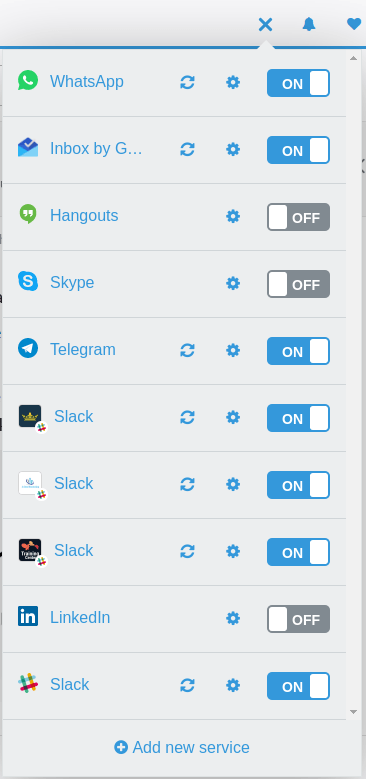 WhatsApp ON
Inbox by G... ON
Hangouts OFF
Skype OFF
Telegram ON
Slack ON
Slack ON
Slack ON
LinkedIn OFF
Slack ON
Add new service